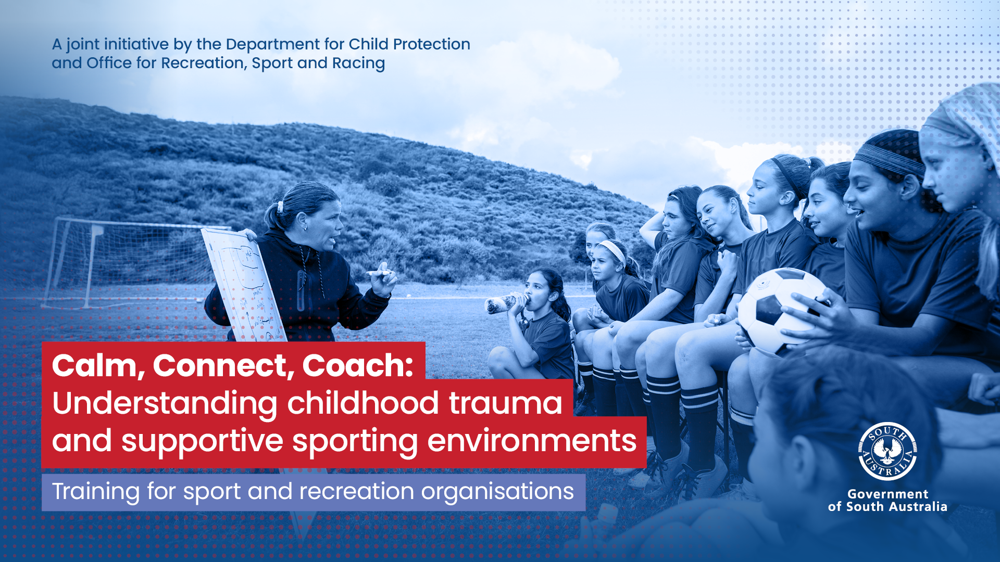 A joint initiative by the Department for Child Protection
and Office for Recreation, Sport and Racing
Calm, Connect, Coach:
Understanding childhood trauma
and supportive sporting environments
Training for sport and recreation organisations
SOUTH
AUSTRALIA
Government
of South Australia